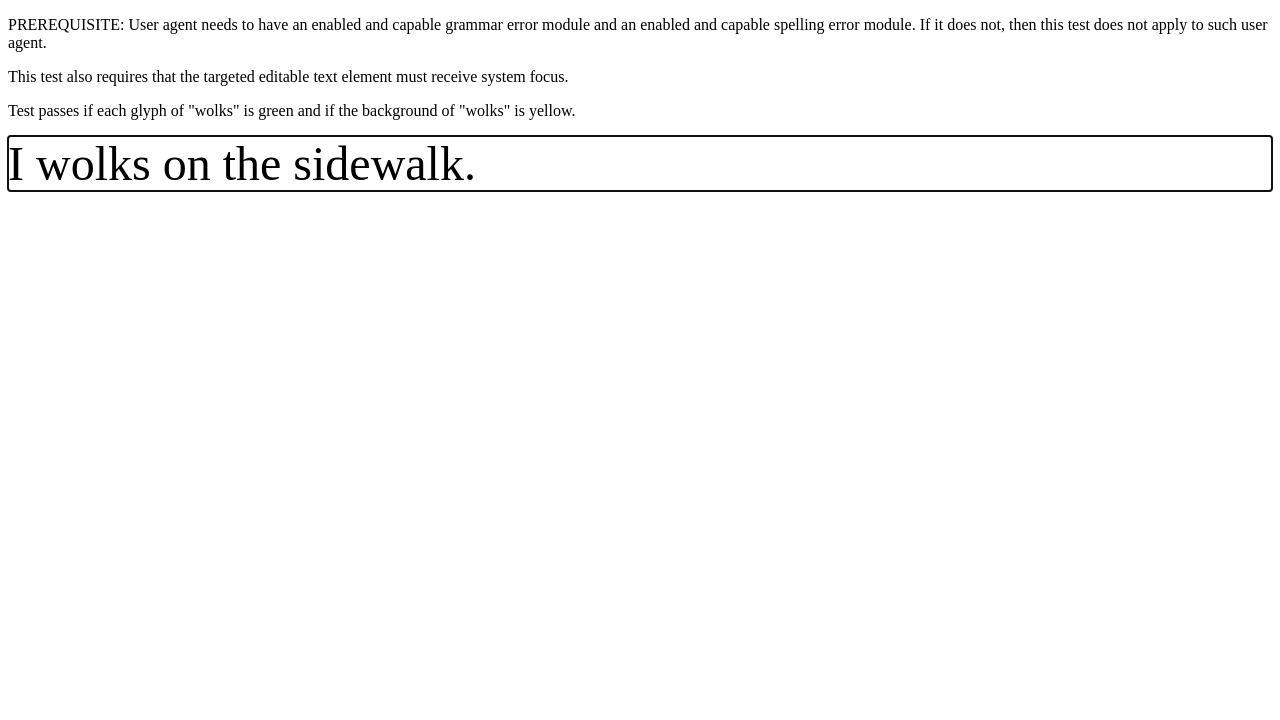 PREREQUISITE: User agent needs to have an enabled and capable grammar error module and an enabled and capable spelling error module. If it does not, then this test does not apply to such user
agent.
This test also requires that the targeted editable text element must receive system focus.
Test passes if each glyph of "wolks" is green and if the background of "wolks" is yellow.
I wolks on the sidewalk.